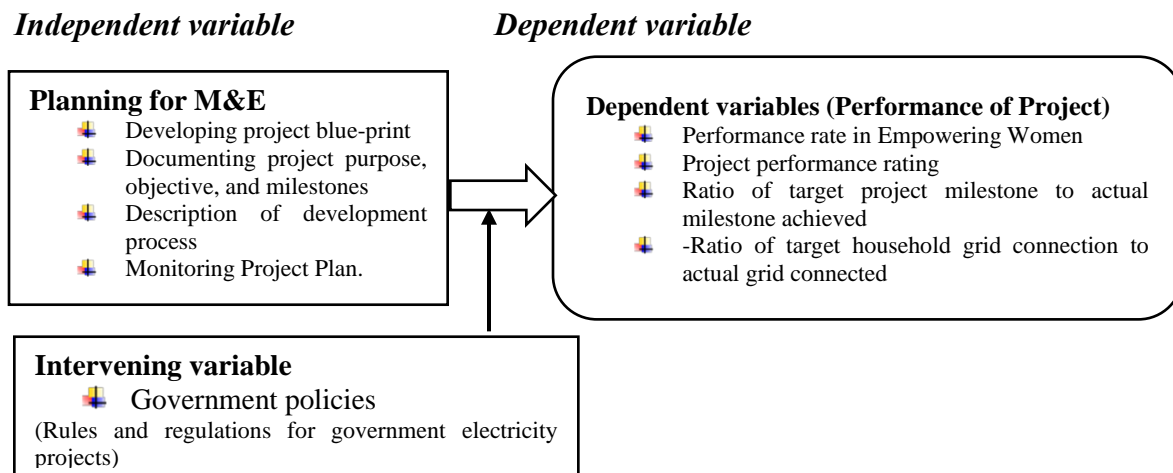 Independent variable
Dependent variable
Planning for M&E
Developing project blue-print
Documenting project purpose,
objective, and milestones
Description of development
process
Monitoring Project Plan.
Dependent variables (Performance of Project)
Performance rate in Empowering Women
Project performance rating
Ratio of target project milestone to actual
milestone achieved
-Ratio of target household grid connection to
actual grid connected
Intervening variable
Government policies
(Rules and regulations for government electricity
projects)